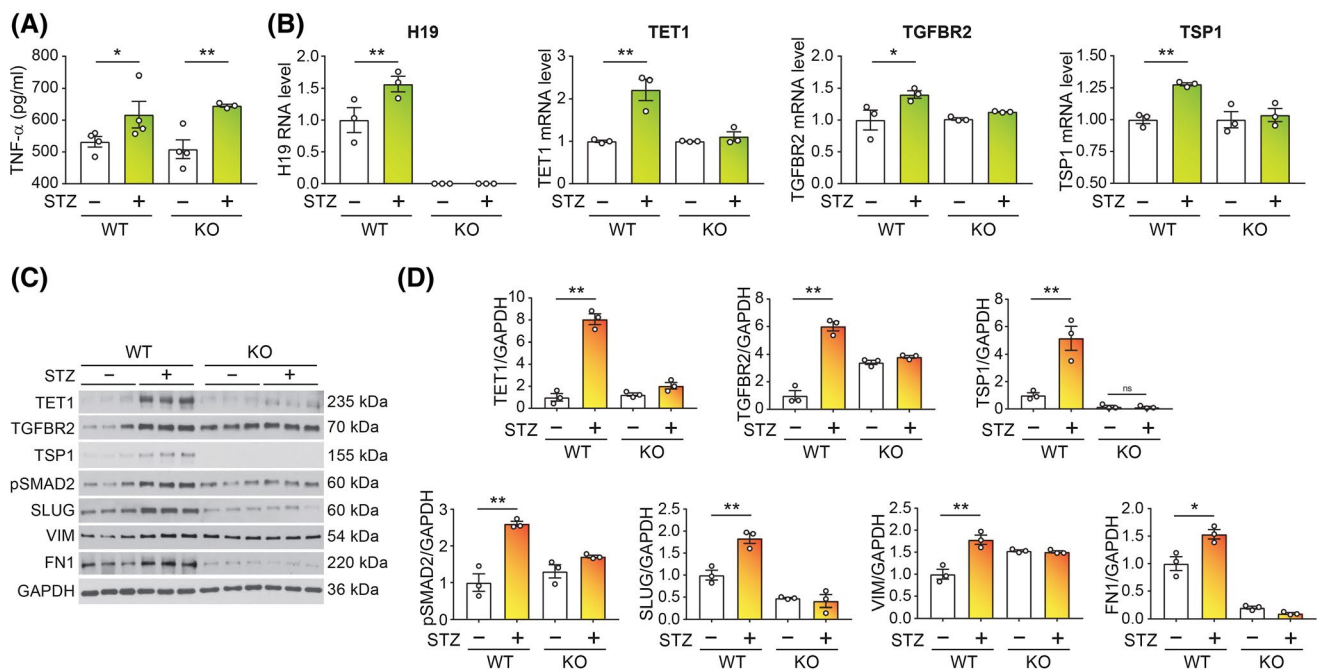 (A)
TNF-α (pg/ml)
800
700
600
500
400
*
**
STZ – + – +
WT KO
(B)
H19
H19 RNA level
2.0
1.5
1.0
0.5
0.0
**
STZ – + – +
WT KO
TET1
TET1 mRNA level
3
2
1
0
**
STZ – + – +
WT KO
TGFBR2
TGFBR2 mRNA level
2.0
1.5
1.0
0.5
0.0
*
STZ – + – +
WT KO
TSP1
TSP1 mRNA level
1.50
1.25
1.00
0.75
0.50
**
STZ – + – +
WT KO
(C)
WT KO
STZ – + – +
TET1 235 kDa
TGFBR2 70 kDa
TSP1 155 kDa
pSMAD2 60 kDa
SLUG 60 kDa
VIM 54 kDa
FN1 220 kDa
GAPDH 36 kDa
(D)
TET1/GAPDH
10
8
6
4
2
0
**
STZ – + – +
WT KO
TGFBR2/GAPDH
8
6
4
2
0
**
STZ – + – +
WT KO
TSP1/GAPDH
8
6
4
2
0
**
ns
STZ – + – +
WT KO
pSMAD2/GAPDH
3
2
1
0
**
STZ – + – +
WT KO
SLUG/GAPDH
2.5
2.0
1.5
1.0
0.5
0.0
**
STZ – + – +
WT KO
VIM/GAPDH
2.5
2.0
1.5
1.0
0.5
0.0
**
STZ – + – +
WT KO
FN1/GAPDH
2.0
1.5
1.0
0.5
0.0
*
STZ – + – +
WT KO